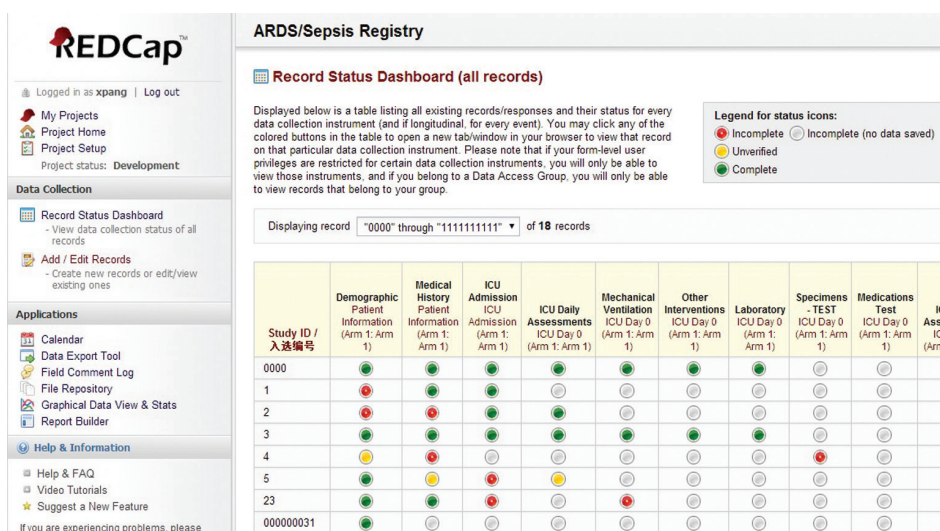 REDCap™
Logged in as xpang | Log out
My Projects
Project Home
Project Setup
Project status: Development
Data Collection
Record Status Dashboard
- View data collection status of all
records
Add / Edit Records
- Create new records or edit/view
existing ones
Applications
Calendar
Data Export Tool
Field Comment Log
File Repository
Graphical Data View & Stats
Report Builder
Help & Information
Help & FAQ
Video Tutorials
Suggest a New Feature
If you are experiencing problems, please
ARDS/Sepsis Registry
Record Status Dashboard (all records)
Displayed below is a table listing all existing records/responses and their status for every
data collection instrument (and if longitudinal, for every event). You may click any of the
colored buttons in the table to open a new tab/window in your browser to view that record
on that particular data collection instrument. Please note that if your form-level user
privileges are restricted for certain data collection instruments, you will only be able to
view those instruments, and if you belong to a Data Access Group, you will only be able
to view records that belong to your group.
Legend for status icons:
Incomplete Incomplete (no data saved)
Unverified
Complete
Displaying record "0000" through "1111111111" of 18 records
Study ID /
入选编号
Demographic
Patient
Information
(Arm 1: Arm
1)
Medical
History
Patient
Information
(Arm 1:
Arm 1)
ICU
Admission
ICU
Admission
(Arm 1:
Arm 1)
ICU Daily
Assessments
ICU Day 0
(Arm 1: Arm 1)
Mechanical
Ventilation
ICU Day 0
(Arm 1: Arm
1)
Other
Interventions
ICU Day 0
(Arm 1: Arm
1)
Laboratory
ICU Day 0
(Arm 1:
Arm 1)
Specimens
- TEST
ICU Day 0
(Arm 1: Arm
1)
Medications
Test
ICU Day 0
(Arm 1: Arm
1)
0000
1
2
3
4
5
23
000000031